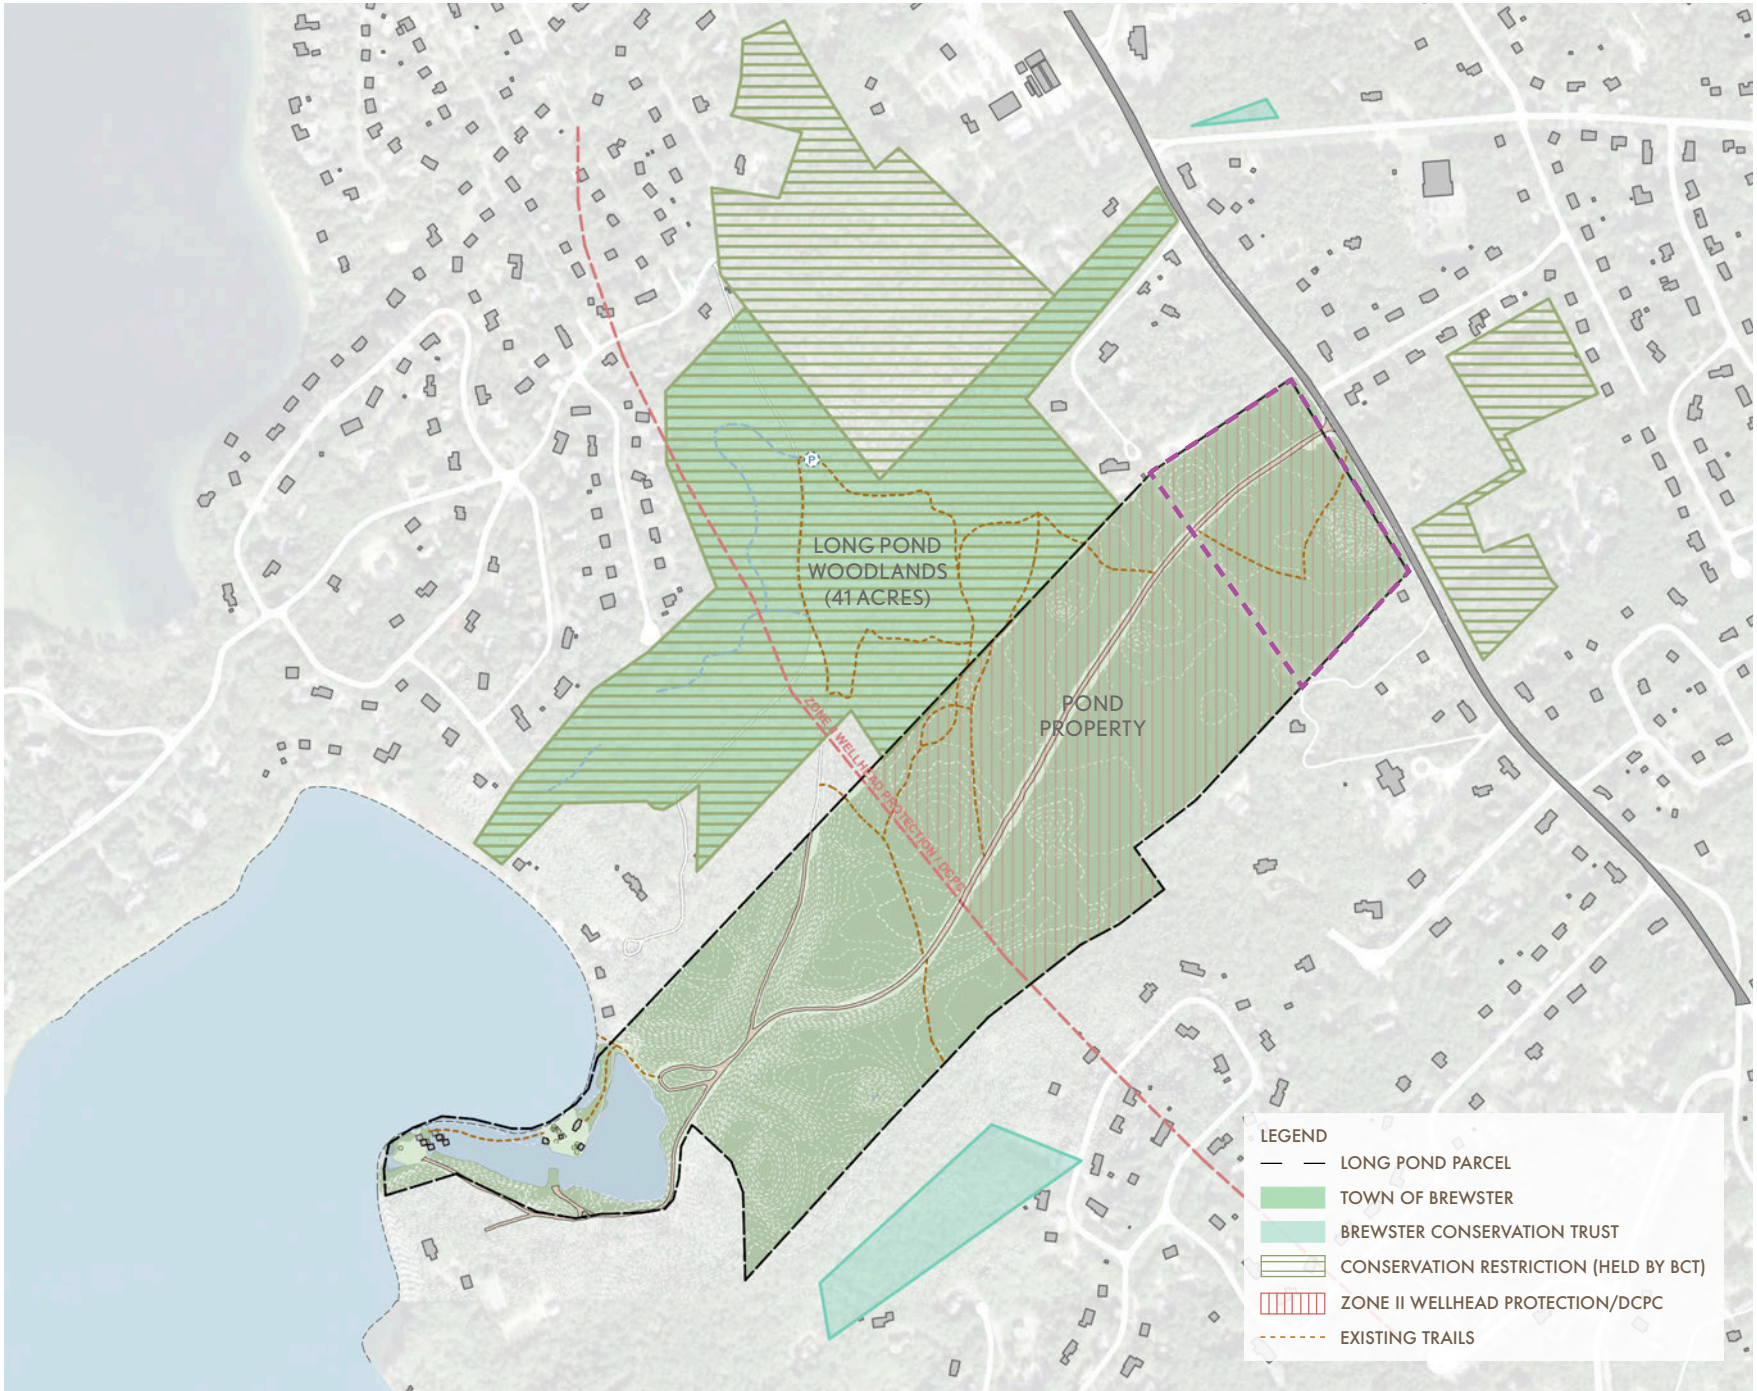 P
LONG POND
WOODLANDS
(41 ACRES)
POND
PROPERTY
ZONE II WELLHEAD PROTECTION / DCPC
LEGEND
LONG POND PARCEL
TOWN OF BREWSTER
BREWSTER CONSERVATION TRUST
CONSERVATION RESTRICTION (HELD BY BCT)
ZONE II WELLHEAD PROTECTION/DCPC
EXISTING TRAILS